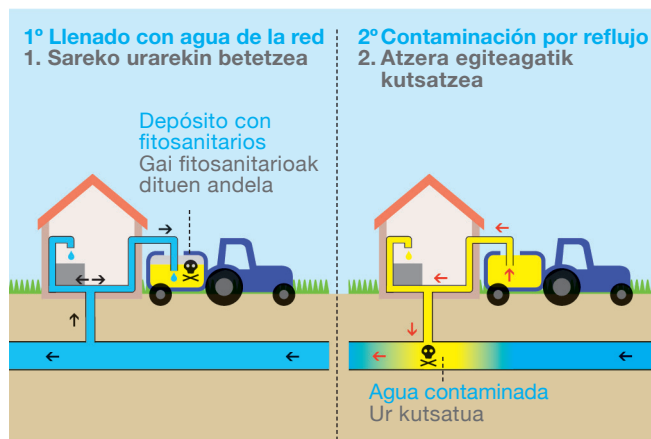 1º Llenado con agua de la red
1. Sareko urarekin betetzea
Depósito con
fitosanitarios
Gai fitosanitarioak
dituen andela
2º Contaminación por reflujo
2. Atzera egiteagatik
kutsatzea
Agua contaminada
Ur kutsatua